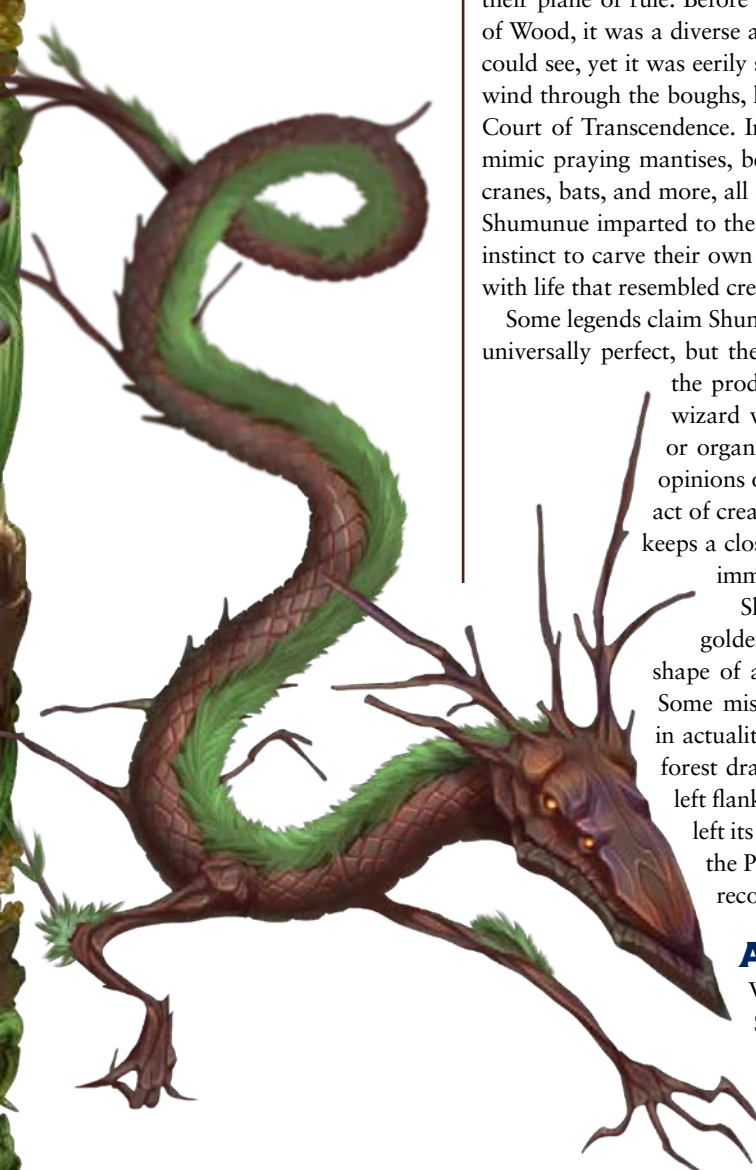 their plane of rule. Before
of Wood, it was a diverse a
could see, yet it was eerily s
wind through the boughs, l
Court of Transcendence. I
mimic praying mantises, be
cranes, bats, and more, all
Shumunue imparted to the
instinct to carve their own
with life that resembled cre
Some legends claim Shum
universally perfect, but the
the prod
wizard w
or organ
opinions o
act of crea
keeps a clos
imm
Sh
golde
shape of a
Some mis
in actualit
forest dra
left flank
left its
the P
reco
A